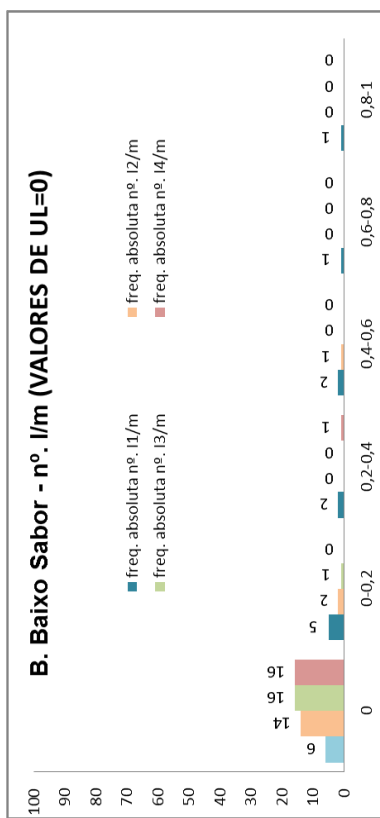 B. Baixo Sabor - nº. I/m (VALORES DE UL=0)
freq. absoluta nº. I1/m freq. absoluta nº. I2/m
freq. absoluta nº. I3/m freq. absoluta nº. I4/m
100
90
80
70
60
50
40
30
20
10
0
6 14 16 16 5 2 1 0 2 0 0 1 2 1 0 0 1 0 0 0 1 0 0 0
0 0-0,2 0,2-0,4 0,4-0,6 0,6-0,8 0,8-1